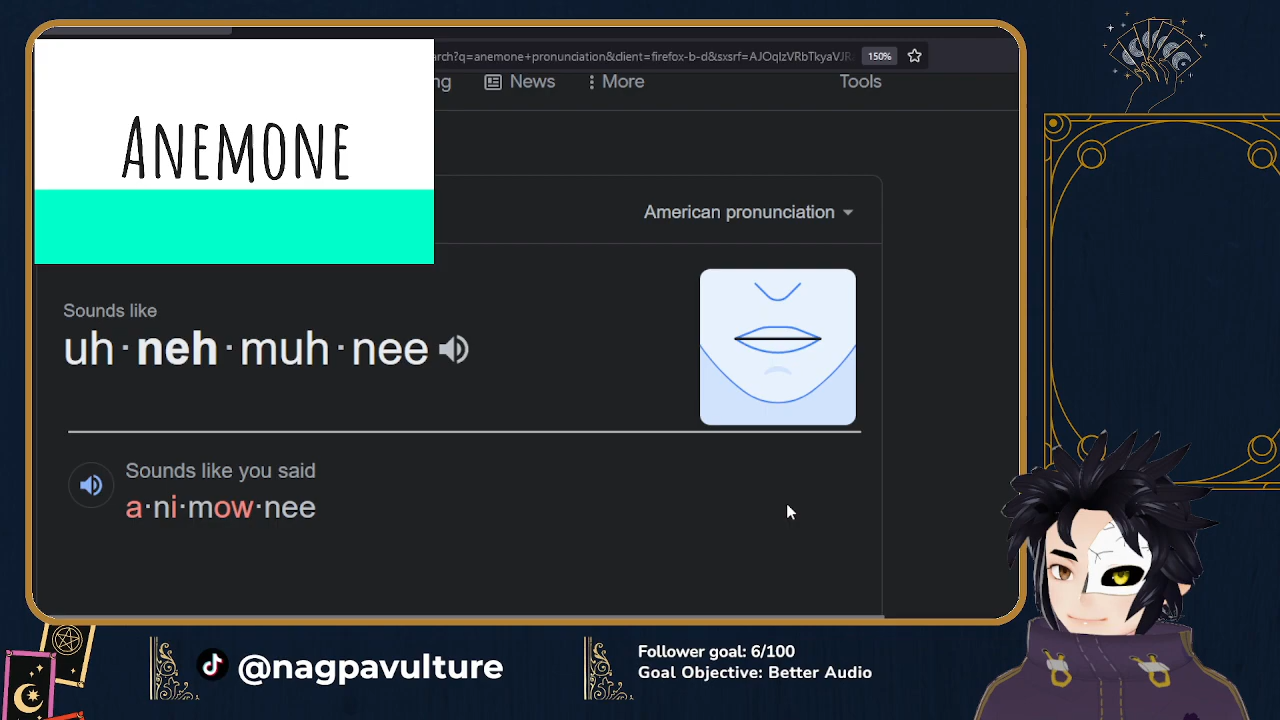 arch?q=anemone+pronunciation&client=firefox-b-d&sxsrf=AJOqlzVRbTkyaVJR
150%
ng
News
More
Tools
ANEMONE
American pronunciation
Sounds like
uh·neh·muh·nee
Sounds like you said
a·ni·mow·nee
@nagpavulture
Follower goal: 6/100
Goal Objective: Better Audio